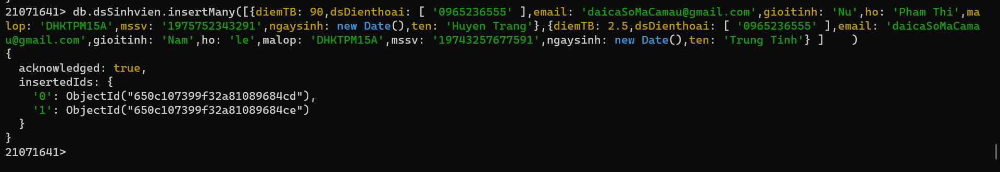 21071641> db.dsSinhvien.insertMany([{diemTB: 90,dsDienthoai: [ '0965236555' ],email: 'daicaSoMaCamau@gmail.com',gioitinh: 'Nu',ho: 'Pham Thi',ma
lop: 'DHKTPM15A',mssv: '1975752343291',ngaysinh: new Date(),ten: 'Huyen Trang'},{diemTB: 2.5,dsDienthoai: [ '0965236555' ],email: 'daicaSoMaCama
u@gmail.com',gioitinh: 'Nam',ho: 'le',malop: 'DHKTPM15A',mssv: '19743257677591',ngaysinh: new Date(),ten: 'Trung Tinh'} ]    )
{
  acknowledged: true,
  insertedIds: {
    '0': ObjectId("650c107399f32a81089684cd"),
    '1': ObjectId("650c107399f32a81089684ce")
  }
}
21071641>